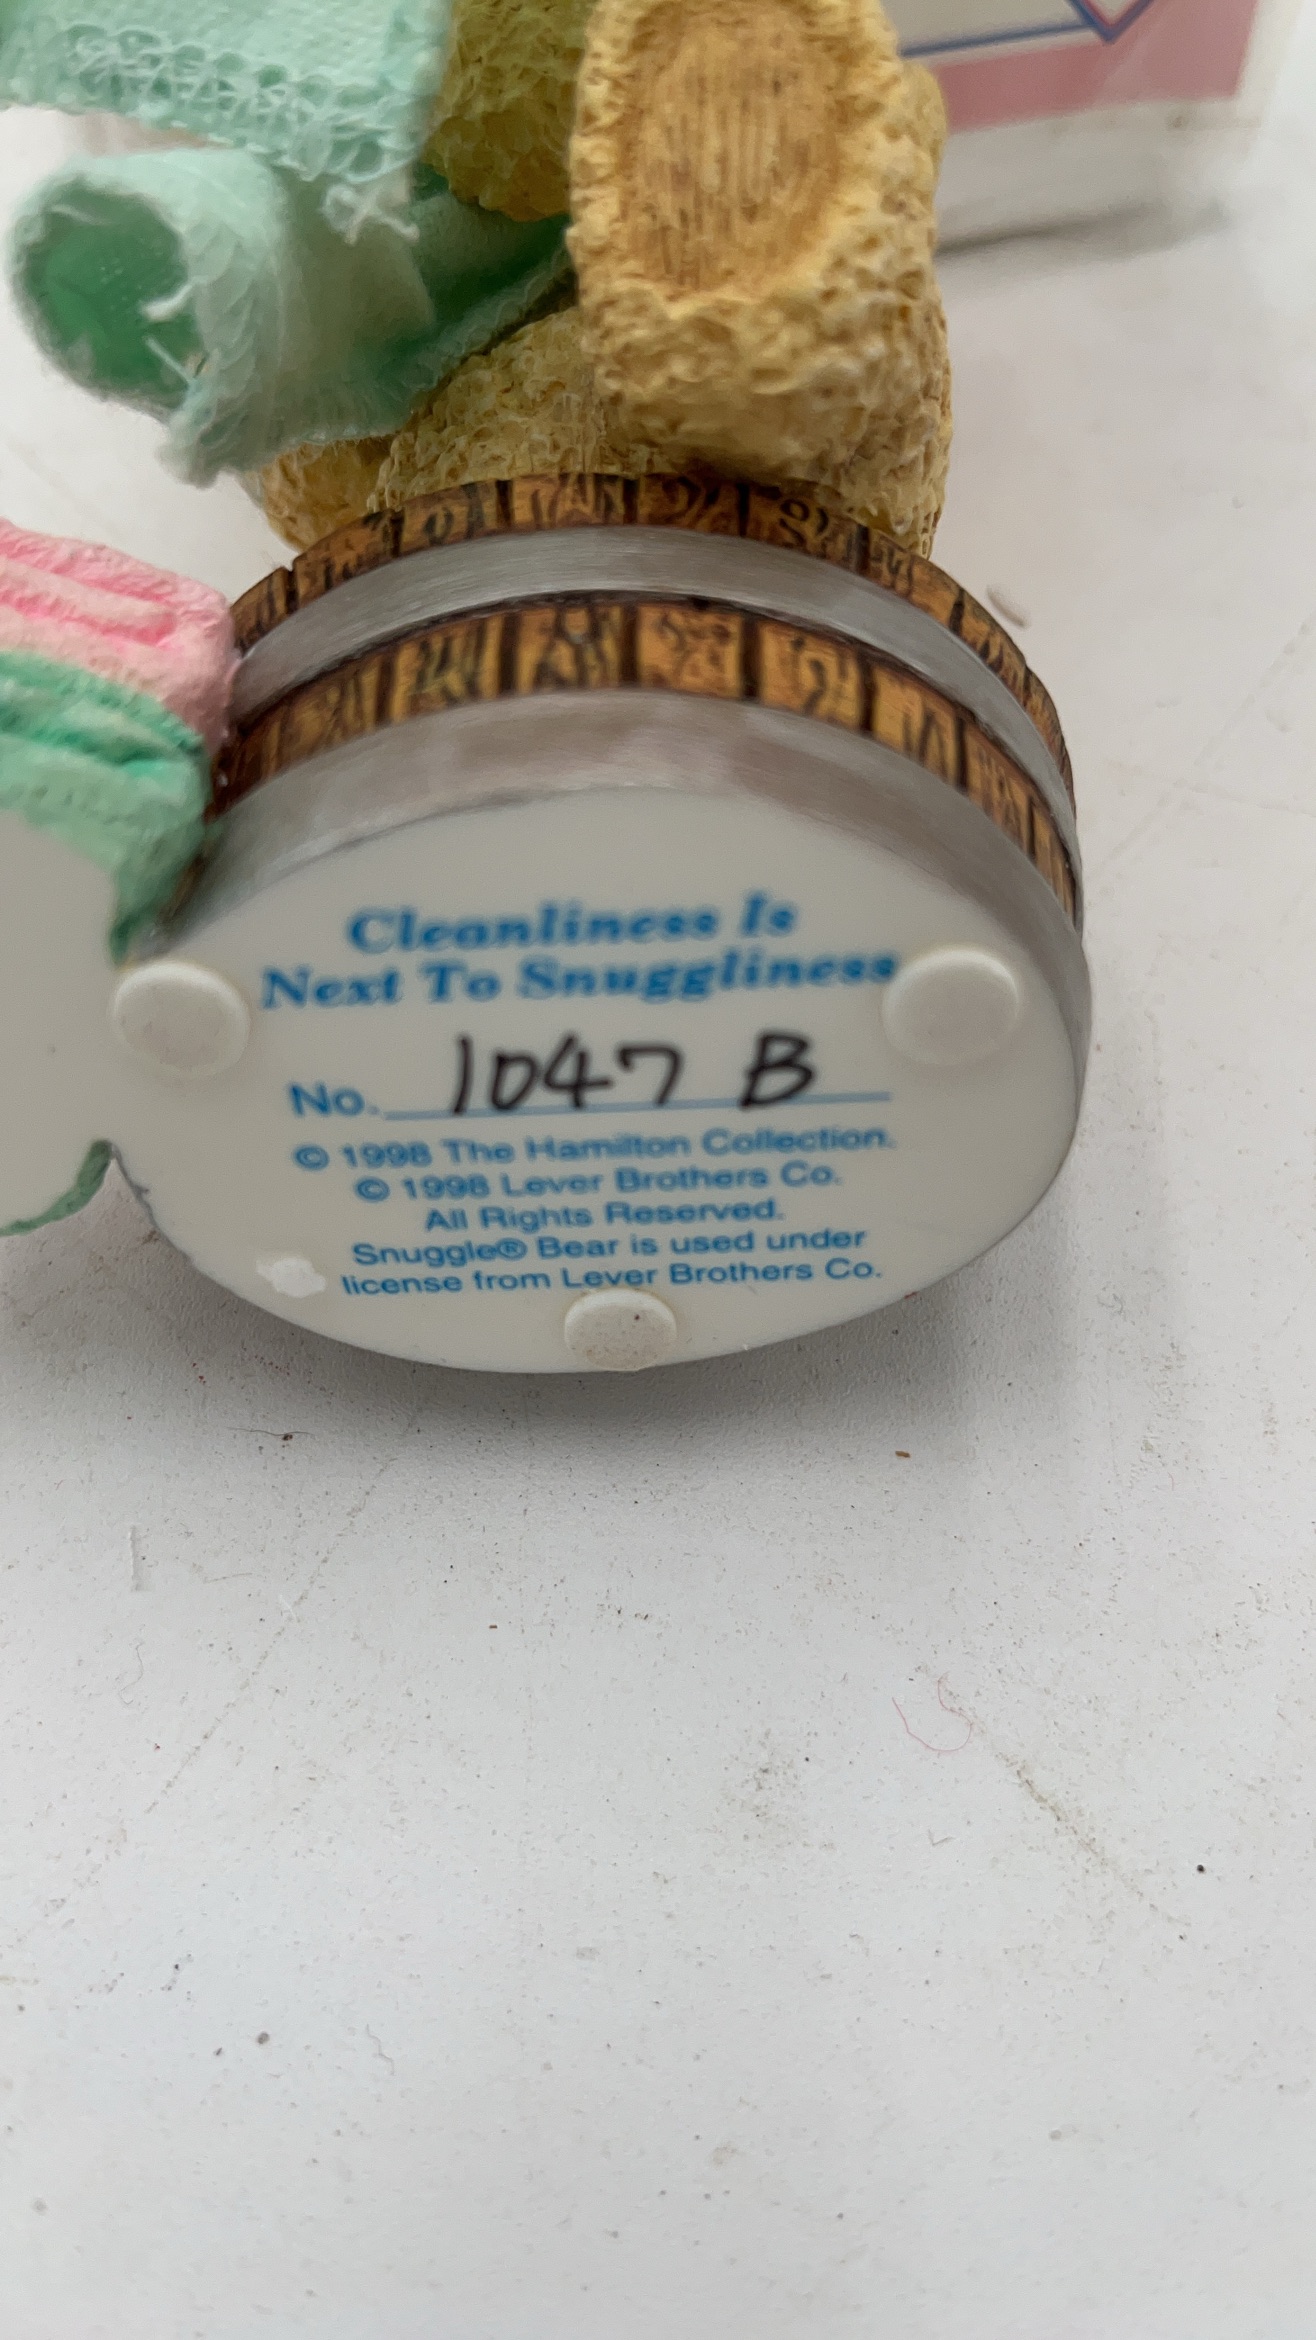 Cleanliness Is
Next To Snuggliness
No. 1047 B
© 1998 The Hamilton Collection.
© 1998 Lever Brothers Co.
All Rights Reserved.
Snuggle® Bear is used under
license from Lever Brothers Co.